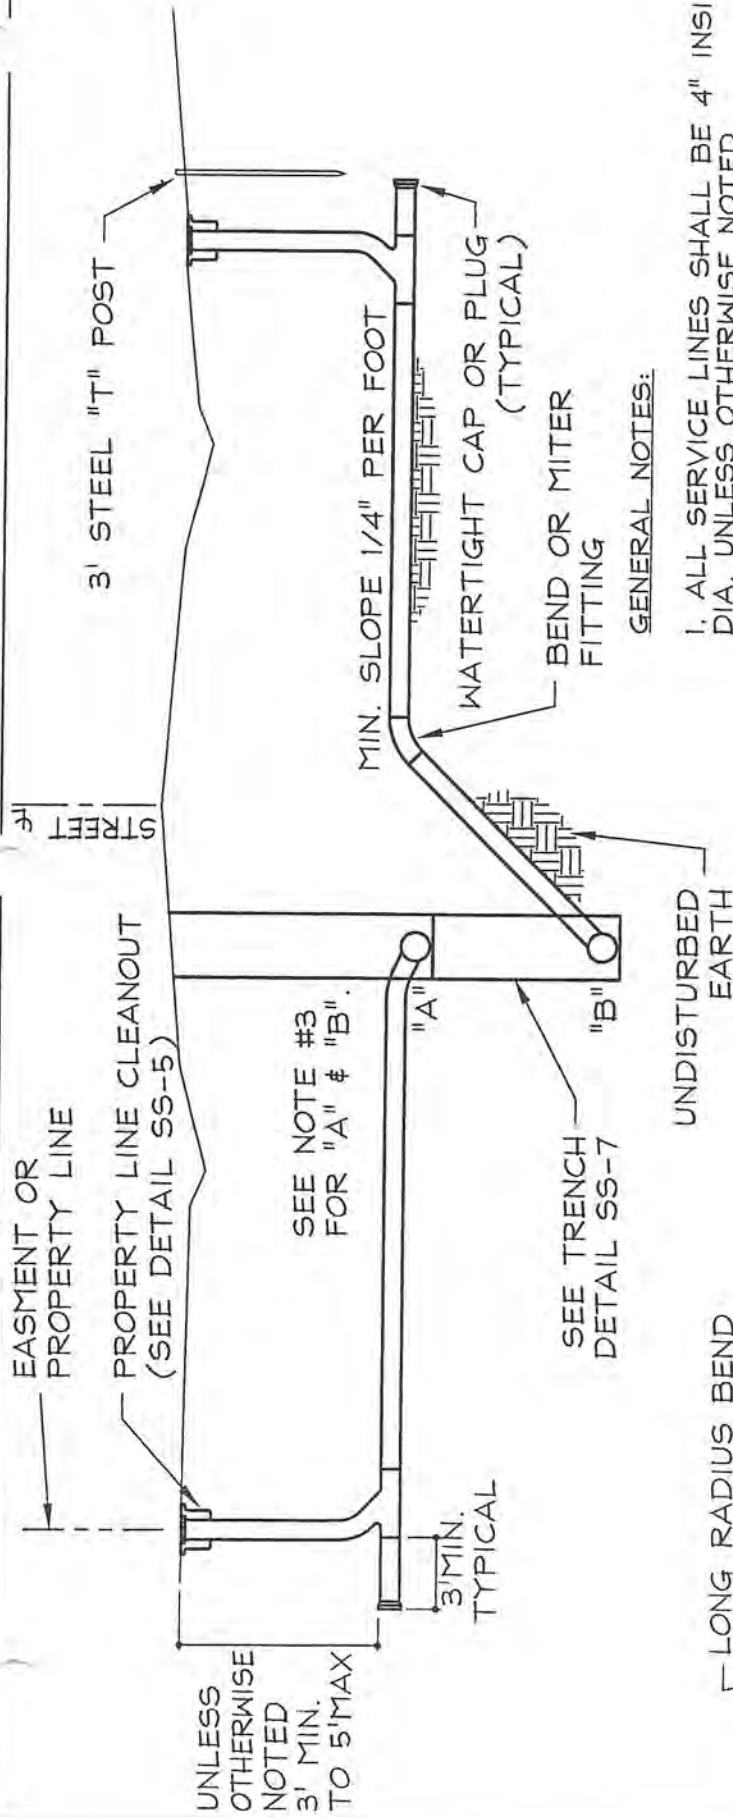 EASMENT OR
PROPERTY LINE
PROPERTY LINE CLEANOUT
(SEE DETAIL SS-5)
STREET ℄
3' STEEL "T" POST
UNLESS
OTHERWISE
NOTED
3' MIN.
TO 5'MAX
3'MIN.
TYPICAL
SEE NOTE #3
FOR "A" & "B".
"A"
"B"
SEE TRENCH
DETAIL SS-7
MIN. SLOPE 1/4" PER FOOT
WATERTIGHT CAP OR PLUG
(TYPICAL)
BEND OR MITER
FITTING
UNDISTURBED
EARTH
GENERAL NOTES:
1. ALL SERVICE LINES SHALL BE 4" INSI
DIA. UNLESS OTHERWISE NOTED
LONG RADIUS BEND